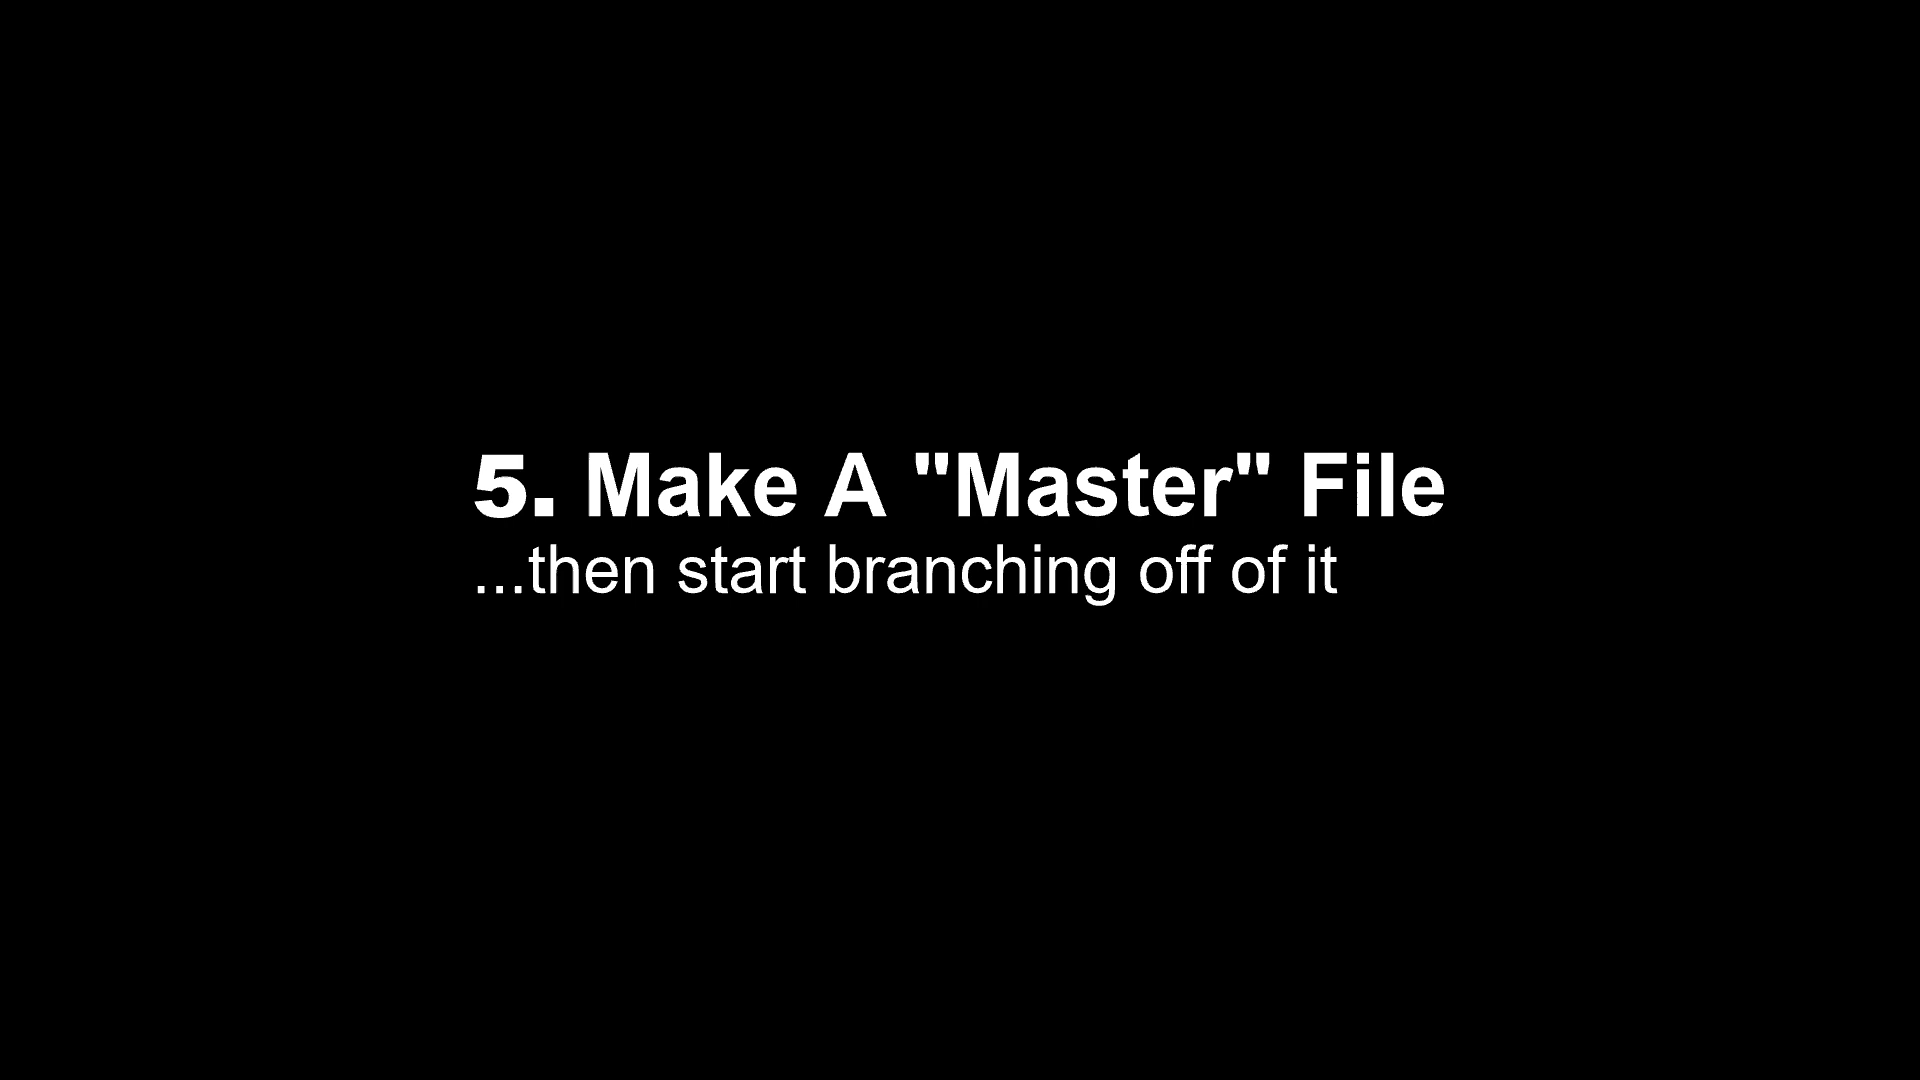 5. Make A "Master" File
...then start branching off of it